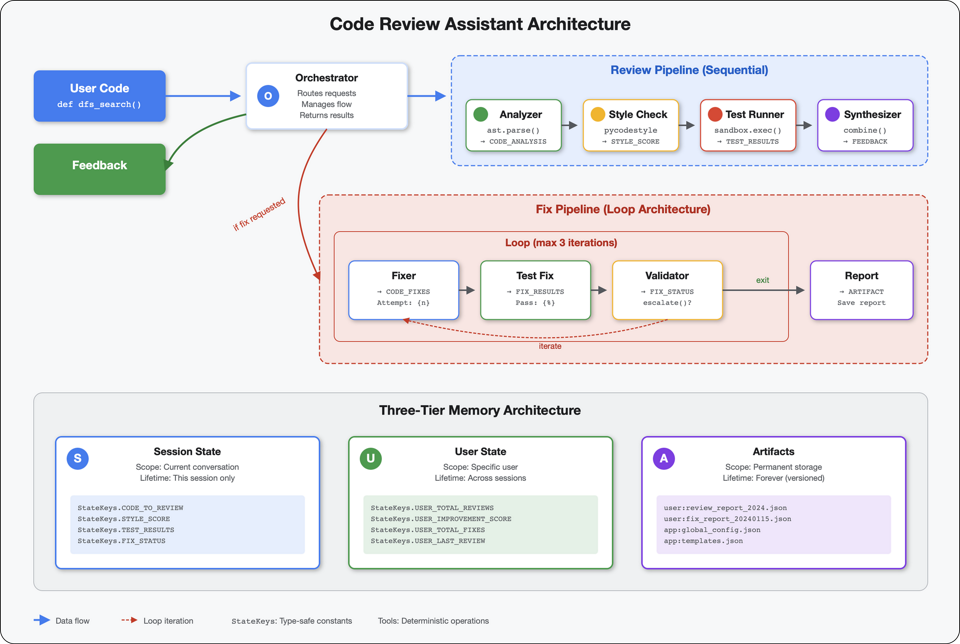 Code Review Assistant Architecture
User Code
def dfs_search()
Feedback
O
Orchestrator
Routes requests
Manages flow
Returns results
if fix requested
Review Pipeline (Sequential)
Analyzer
ast.parse()
→ CODE_ANALYSIS
Style Check
pycodestyle
→ STYLE_SCORE
Test Runner
sandbox.exec()
→ TEST_RESULTS
Synthesizer
combine()
→ FEEDBACK
Fix Pipeline (Loop Architecture)
Loop (max 3 iterations)
Fixer
→ CODE_FIXES
Attempt: {n}
Test Fix
→ FIX_RESULTS
Pass: {%}
Validator
→ FIX_STATUS
escalate()?
exit
Report
→ ARTIFACT
Save report
iterate
Three-Tier Memory Architecture
S
Session State
Scope: Current conversation
Lifetime: This session only
StateKeys.CODE_TO_REVIEW
StateKeys.STYLE_SCORE
StateKeys.TEST_RESULTS
StateKeys.FIX_STATUS
U
User State
Scope: Specific user
Lifetime: Across sessions
StateKeys.USER_TOTAL_REVIEWS
StateKeys.USER_IMPROVEMENT_SCORE
StateKeys.USER_TOTAL_FIXES
StateKeys.USER_LAST_REVIEW
A
Artifacts
Scope: Permanent storage
Lifetime: Forever (versioned)
user:review_report_2024.json
user:fix_report_20240115.json
app:global_config.json
app:templates.json
Data flow
Loop iteration
StateKeys: Type-safe constants
Tools: Deterministic operations